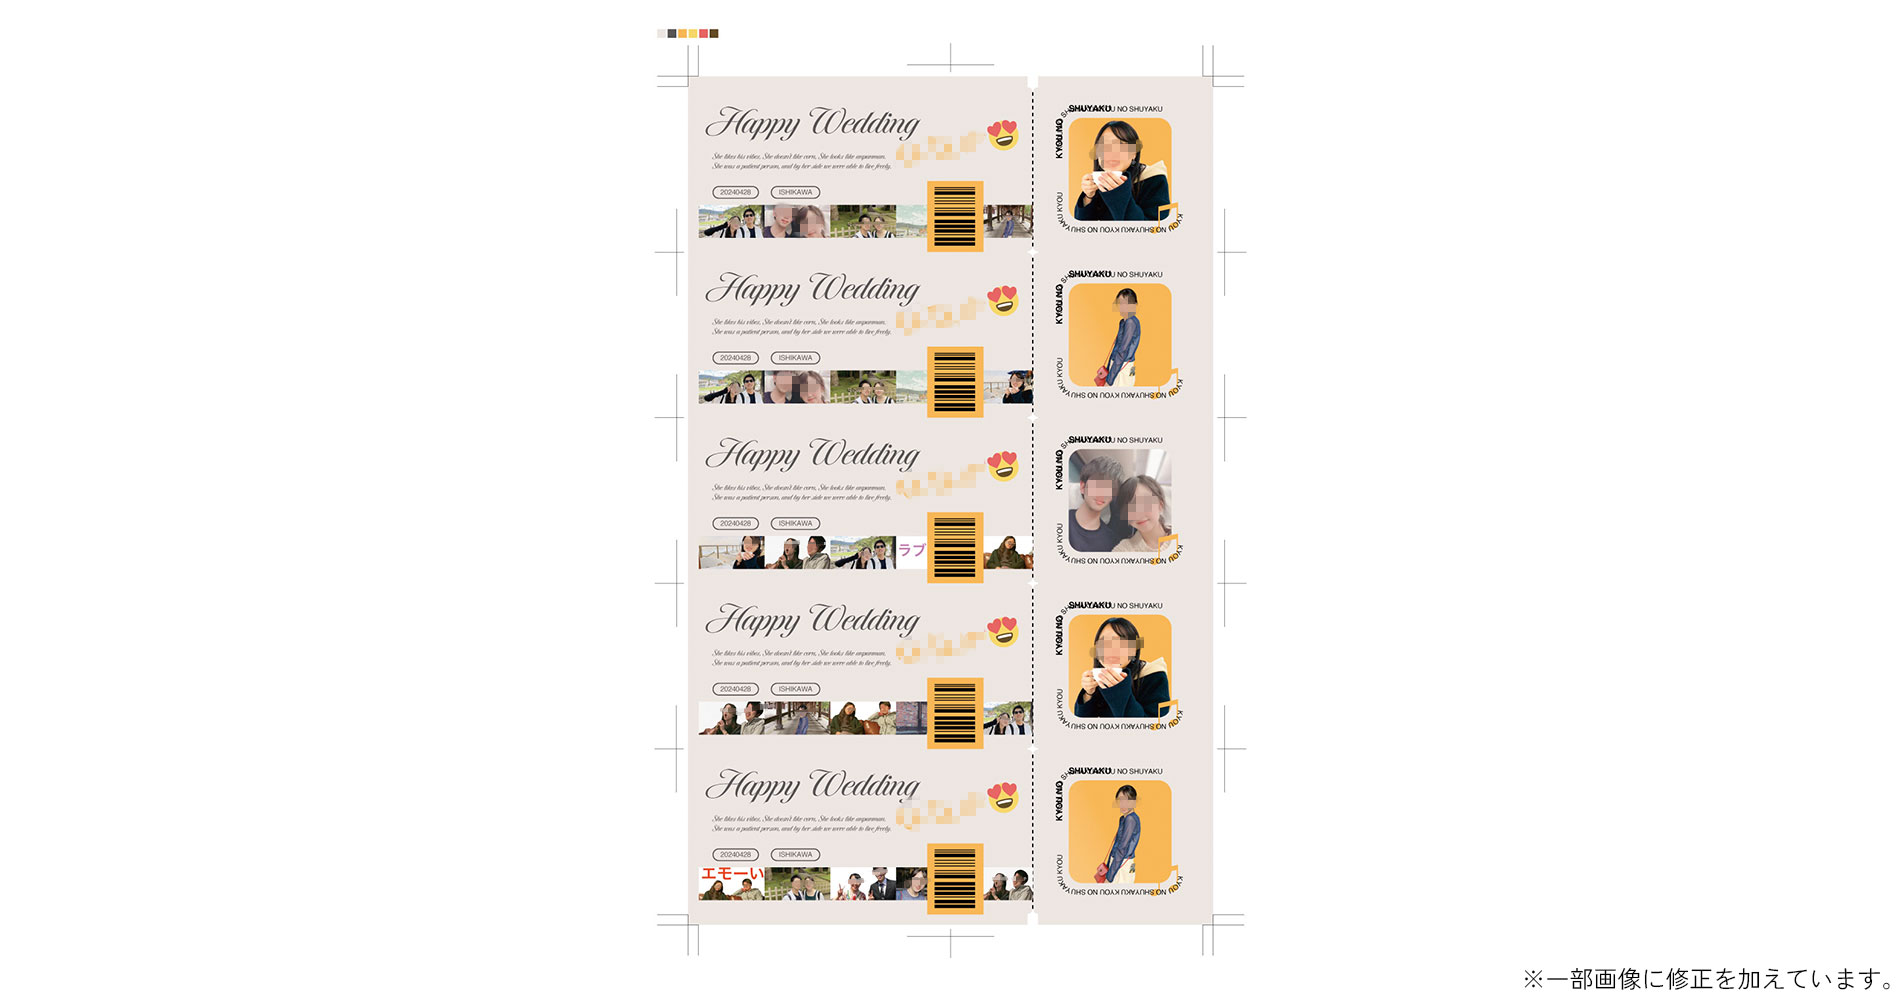 Happy Wedding
She likes his vibes, She doesn't like corn, She looks like anpanman.
She was a patient person, and by her side we were able to live freely.
20240428
ISHIKAWA
SHUYAKU
KYOU NO SHUYAKU
KYOU NO
KYOU NO SHUYAKU KYOU NO SHUYAKU KYOU
Happy Wedding
She likes his vibes, She doesn't like corn, She looks like anpanman.
She was a patient person, and by her side we were able to live freely.
20240428
ISHIKAWA
SHUYAKU
KYOU NO SHUYAKU
KYOU NO
KYOU NO SHUYAKU KYOU NO SHUYAKU KYOU
Happy Wedding
She likes his vibes, She doesn't like corn, She looks like anpanman.
She was a patient person, and by her side we were able to live freely.
20240428
ISHIKAWA
ラブ
SHUYAKU
KYOU NO SHUYAKU
KYOU NO
KYOU NO SHUYAKU KYOU NO SHUYAKU KYOU
Happy Wedding
She likes his vibes, She doesn't like corn, She looks like anpanman.
She was a patient person, and by her side we were able to live freely.
20240428
ISHIKAWA
SHUYAKU
KYOU NO SHUYAKU
KYOU NO
KYOU NO SHUYAKU KYOU NO SHUYAKU KYOU
Happy Wedding
She likes his vibes, She doesn't like corn, She looks like anpanman.
She was a patient person, and by her side we were able to live freely.
20240428
ISHIKAWA
エモーい
SHUYAKU
KYOU NO SHUYAKU
KYOU NO
KYOU NO SHUYAKU KYOU NO SHUYAKU KYOU
※一部画像に修正を加えています。